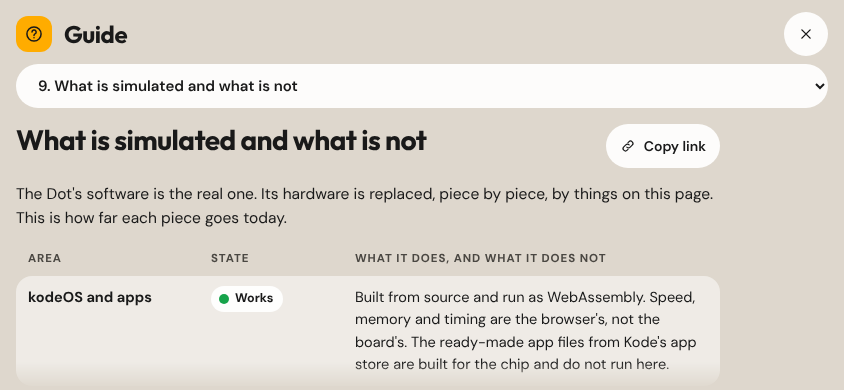 Guide
9. What is simulated and what is not
What is simulated and what is not
Copy link
The Dot's software is the real one. Its hardware is replaced, piece by piece, by things on this page.
This is how far each piece goes today.
AREA STATE WHAT IT DOES, AND WHAT IT DOES NOT
kodeOS and apps Works Built from source and run as WebAssembly. Speed,
memory and timing are the browser's, not the
board's. The ready-made app files from Kode's app
store are built for the chip and do not run here.